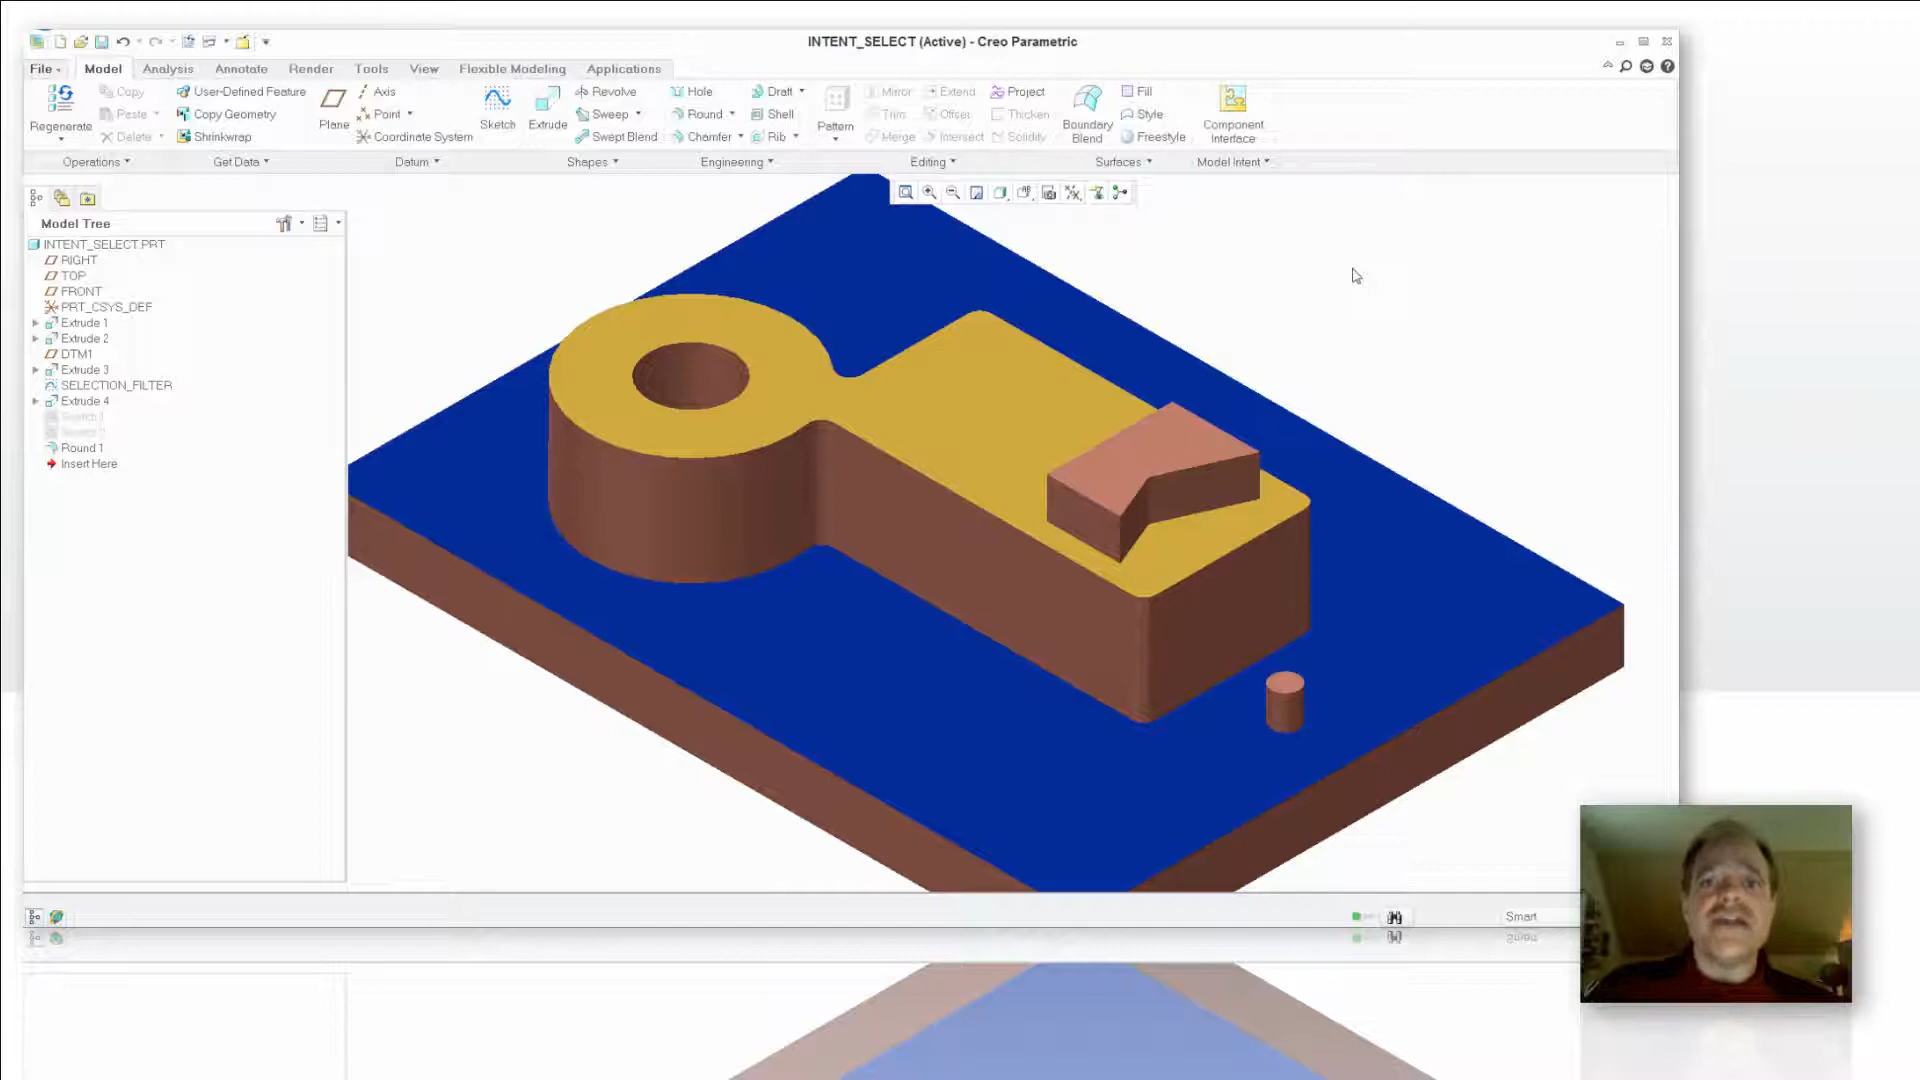 INTENT_SELECT (Active) - Creo Parametric
File Model Analysis Annotate Render Tools View Flexible Modeling Applications
Copy User-Defined Feature Axis Revolve Hole Draft Mirror Extend Project Fill
Paste Copy Geometry Point Sweep Round Shell Trim Offset Thicken Style
Regenerate Plane Sketch Extrude Pattern Boundary Blend Component Interface
Delete Shrinkwrap Coordinate System Swept Blend Chamfer Rib Merge Intersect Solidify Freestyle
Operations Get Data Datum Shapes Engineering Editing Surfaces Model Intent
Model Tree
INTENT_SELECT.PRT
RIGHT
TOP
FRONT
PRT_CSYS_DEF
Extrude 1
Extrude 2
DTM1
Extrude 3
SELECTION_FILTER
Extrude 4
Round 1
Insert Here
Smart